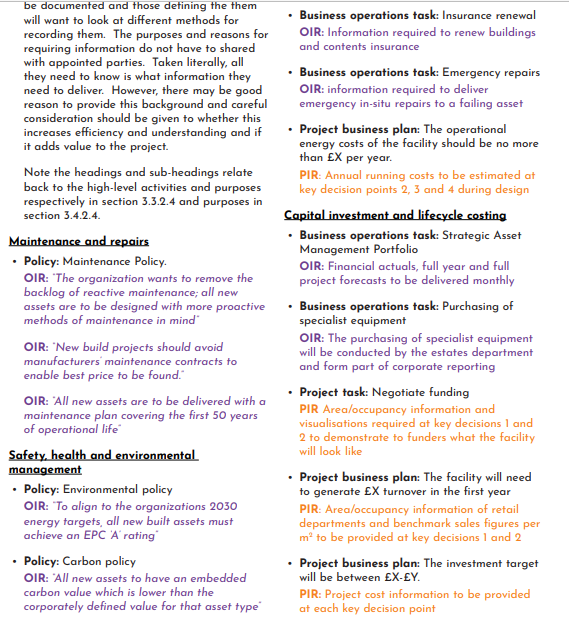 be documented and those defining the them
will want to look at different methods for
recording them. The purposes and reasons for
requiring information do not have to shared
with appointed parties. Taken literally, all
they need to know is what information they
need to deliver. However, there may be good
reason to provide this background and careful
consideration should be given to whether this
increases efficiency and understanding and if
it adds value to the project.
Note the headings and sub-headings relate
back to the high-level activities and purposes
respectively in section 3.3.2.4 and purposes in
section 3.4.2.4.
Maintenance and repairs
• Policy: Maintenance Policy.
OIR: "The organization wants to remove the
backlog of reactive maintenance; all new
assets are to be designed with more proactive
methods of maintenance in mind"
OIR: "New build projects should avoid
manufacturers' maintenance contracts to
enable best price to be found."
OIR: "All new assets are to be delivered with a
maintenance plan covering the first 50 years
of operational life"
Safety, health and environmental
management
• Policy: Environmental policy
OIR: "To align to the organizations 2030
energy targets, all new built assets must
achieve an EPC 'A' rating"
• Policy: Carbon policy
OIR: "All new assets to have an embedded
carbon value which is lower than the
corporately defined value for that asset type"
• Business operations task: Insurance renewal
OIR: Information required to renew buildings
and contents insurance
• Business operations task: Emergency repairs
OIR: information required to deliver
emergency in-situ repairs to a failing asset
• Project business plan: The operational
energy costs of the facility should be no more
than £X per year.
PIR: Annual running costs to be estimated at
key decision points 2, 3 and 4 during design
Capital investment and lifecycle costing
• Business operations task: Strategic Asset
Management Portfolio
OIR: Financial actuals, full year and full
project forecasts to be delivered monthly
• Business operations task: Purchasing of
specialist equipment
OIR: The purchasing of specialist equipment
will be conducted by the estates department
and form part of corporate reporting
• Project task: Negotiate funding
PIR Area/occupancy information and
visualisations required at key decisions 1 and
2 to demonstrate to funders what the facility
will look like
• Project business plan: The facility will need
to generate £X turnover in the first year
PIR: Area/occupancy information of retail
departments and benchmark sales figures per
m² to be provided at key decisions 1 and 2
• Project business plan: The investment target
will be between £X-£Y.
PIR: Project cost information to be provided
at each key decision point